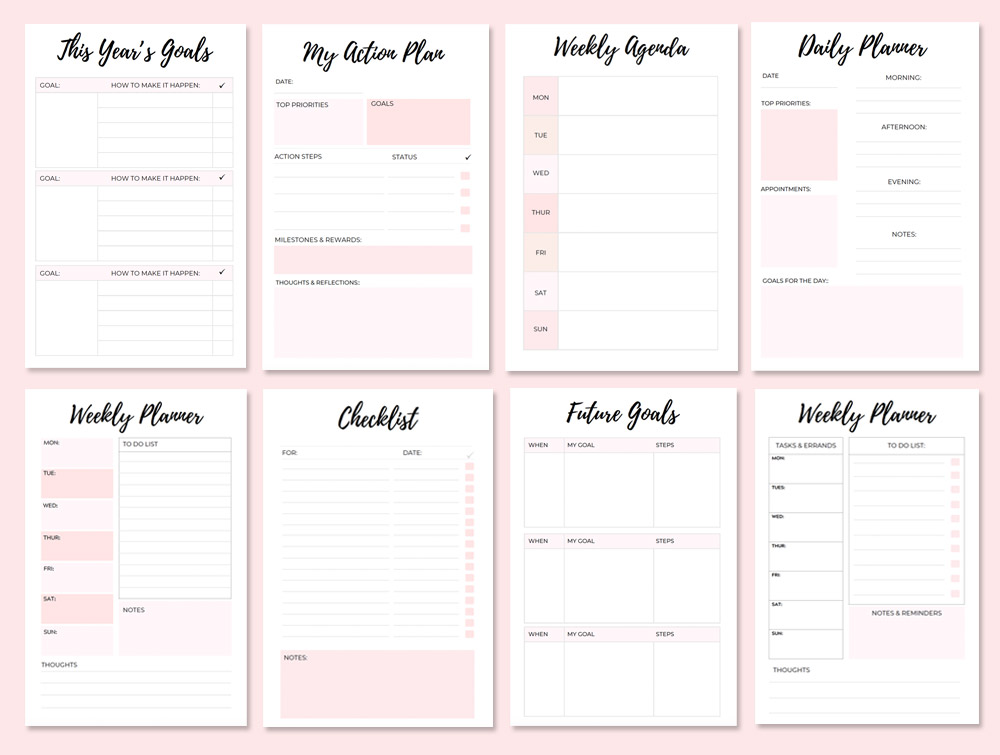 This Year's Goals
GOAL: HOW TO MAKE IT HAPPEN: ✓
GOAL: HOW TO MAKE IT HAPPEN: ✓
GOAL: HOW TO MAKE IT HAPPEN: ✓
My Action Plan
DATE:
TOP PRIORITIES GOALS
ACTION STEPS STATUS ✓
MILESTONES & REWARDS:
THOUGHTS & REFLECTIONS:
Weekly Agenda
MON
TUE
WED
THUR
FRI
SAT
SUN
Daily Planner
DATE
TOP PRIORITIES:
APPOINTMENTS:
MORNING:
AFTERNOON:
EVENING:
NOTES:
GOALS FOR THE DAY:
Weekly Planner
MON:
TUE:
WED:
THUR:
FRI:
SAT:
SUN:
TO DO LIST
NOTES
THOUGHTS
Checklist
FOR: DATE: ✓
NOTES:
Future Goals
WHEN MY GOAL STEPS
WHEN MY GOAL STEPS
WHEN MY GOAL STEPS
Weekly Planner
TASKS & ERRANDS
MON:
TUES:
WED:
THUR:
FRI:
SAT:
SUN:
TO DO LIST:
NOTES & REMINDERS
THOUGHTS